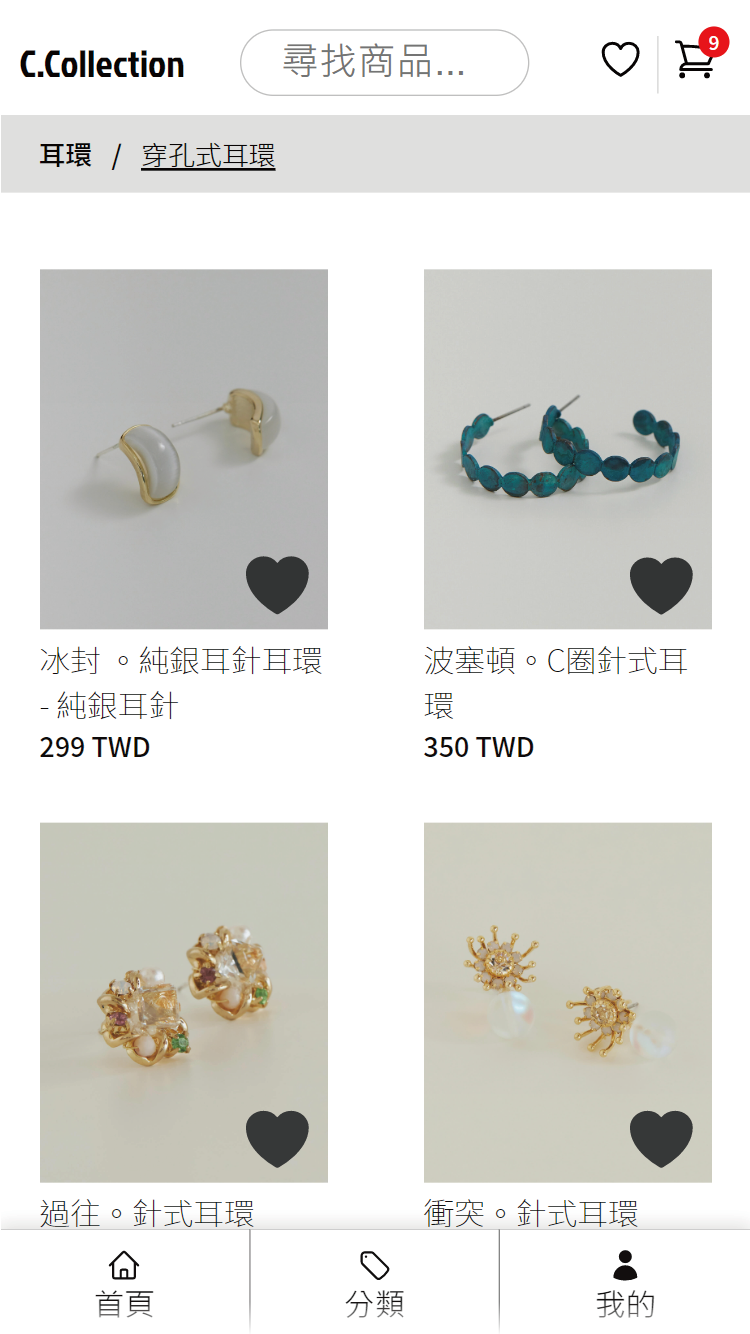 C.Collection
尋找商品...
9
耳環 / 穿孔式耳環
冰封 。純銀耳針耳環
- 純銀耳針
299 TWD
波塞頓。C圈針式耳
環
350 TWD
過往。針式耳環
衝突。針式耳環
首頁
分類
我的